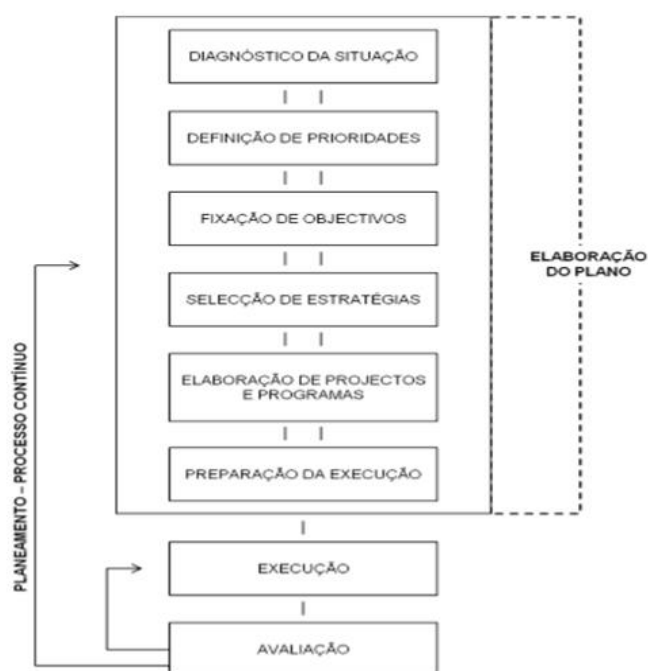 DIAGNÓSTICO DA SITUAÇÃO
DEFINIÇÃO DE PRIORIDADES
FIXAÇÃO DE OBJECTIVOS
SELECÇÃO DE ESTRATÉGIAS
ELABORAÇÃO DE PROJECTOS
E PROGRAMAS
PREPARAÇÃO DA EXECUÇÃO
ELABORAÇÃO
DO PLANO
EXECUÇÃO
AVALIAÇÃO
PLANEAMENTO – PROCESSO CONTÍNUO